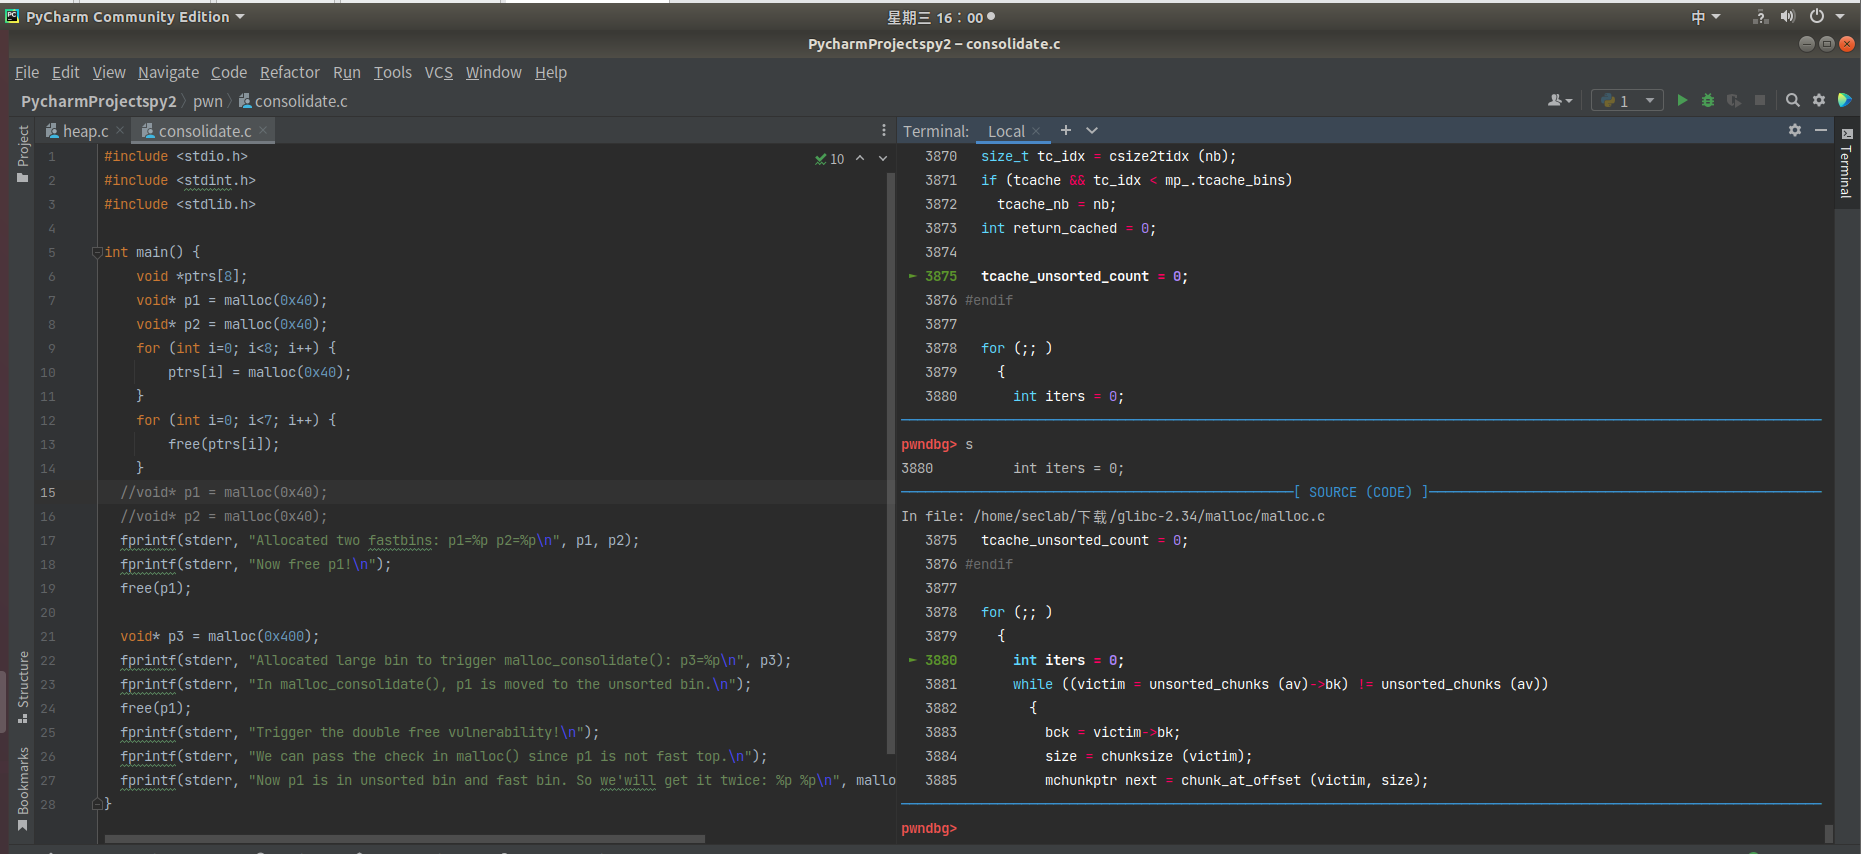 PyCharm Community Edition
星期三 16：00
中
PycharmProjectspy2 – consolidate.c
File Edit View Navigate Code Refactor Run Tools VCS Window Help
PycharmProjectspy2 pwn consolidate.c
1
Project
heap.c
consolidate.c
10
1 #include <stdio.h>
2 #include <stdint.h>
3 #include <stdlib.h>
4
5 int main() {
6 void *ptrs[8];
7 void* p1 = malloc(0x40);
8 void* p2 = malloc(0x40);
9 for (int i=0; i<8; i++) {
10 ptrs[i] = malloc(0x40);
11 }
12 for (int i=0; i<7; i++) {
13 free(ptrs[i]);
14 }
15 //void* p1 = malloc(0x40);
16 //void* p2 = malloc(0x40);
17 fprintf(stderr, "Allocated two fastbins: p1=%p p2=%p\n", p1, p2);
18 fprintf(stderr, "Now free p1!\n");
19 free(p1);
20
21 void* p3 = malloc(0x400);
22 fprintf(stderr, "Allocated large bin to trigger malloc_consolidate(): p3=%p\n", p3);
23 fprintf(stderr, "In malloc_consolidate(), p1 is moved to the unsorted bin.\n");
24 free(p1);
25 fprintf(stderr, "Trigger the double free vulnerability!\n");
26 fprintf(stderr, "We can pass the check in malloc() since p1 is not fast top.\n");
27 fprintf(stderr, "Now p1 is in unsorted bin and fast bin. So we'will get it twice: %p %p\n", mallo
28 }
Structure
Bookmarks
Terminal: Local
Terminal
3870 size_t tc_idx = csize2tidx (nb);
3871 if (tcache && tc_idx < mp_.tcache_bins)
3872 tcache_nb = nb;
3873 int return_cached = 0;
3874
► 3875 tcache_unsorted_count = 0;
3876 #endif
3877
3878 for (;; )
3879 {
3880 int iters = 0;
pwndbg> s
3880 int iters = 0;
[ SOURCE (CODE) ]
In file: /home/seclab/下载/glibc-2.34/malloc/malloc.c
3875 tcache_unsorted_count = 0;
3876 #endif
3877
3878 for (;; )
3879 {
► 3880 int iters = 0;
3881 while ((victim = unsorted_chunks (av)->bk) != unsorted_chunks (av))
3882 {
3883 bck = victim->bk;
3884 size = chunksize (victim);
3885 mchunkptr next = chunk_at_offset (victim, size);
pwndbg>